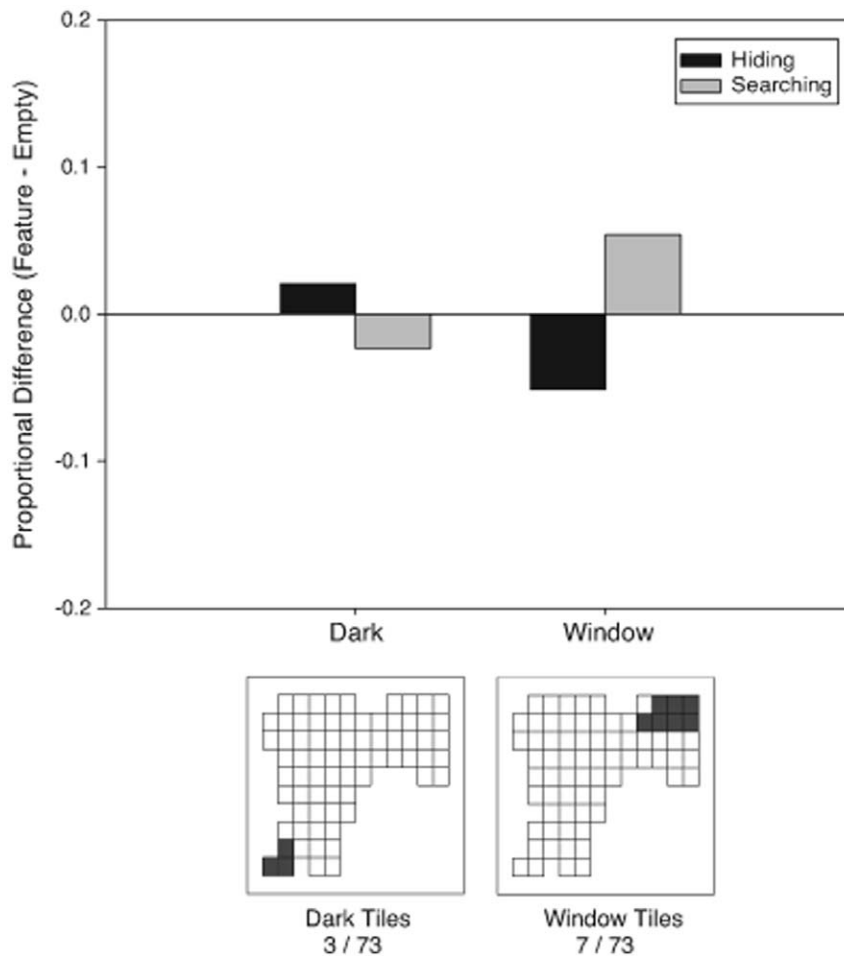 0.2
Hiding
Searching
0.1
0.0
-0.1
-0.2
Proportional Difference (Feature - Empty)
Dark Window
Dark Tiles
3 / 73
Window Tiles
7 / 73